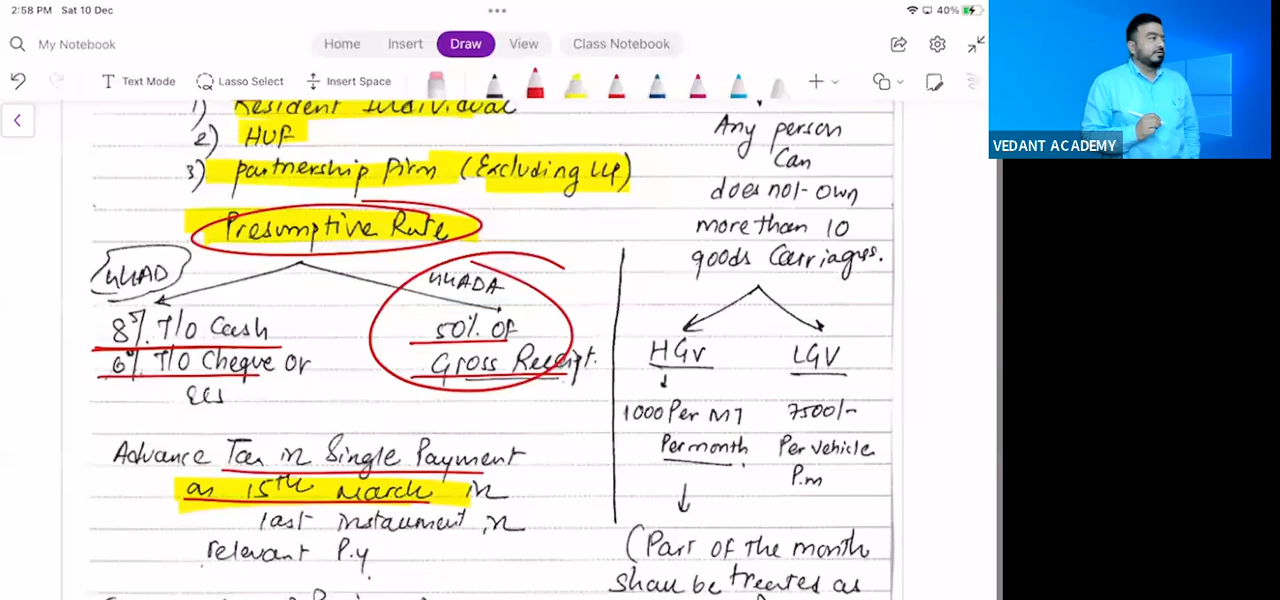 2:58 PM Sat 10 Dec
40%
My Notebook
Home Insert Draw View Class Notebook
Text Mode Lasso Select Insert Space
VEDANT ACADEMY
1) Resident Individual
2) HUF
3) partnership firm (Excluding LLP)
Presumptive Rate
44AD
44ADA
8% T/O Cash
6% T/O Cheque or
ECS
50% OF
Gross Receipt.
Advance Tax in Single Payment
on 15th march in
last instalment in
relevant P.y
Any person
Can
does not own
more than 10
goods Carriages.
HGV LGV
1000 Per MT
Per month
7500/-
Per vehicle
P.m
(Part of the month
shall be treated as